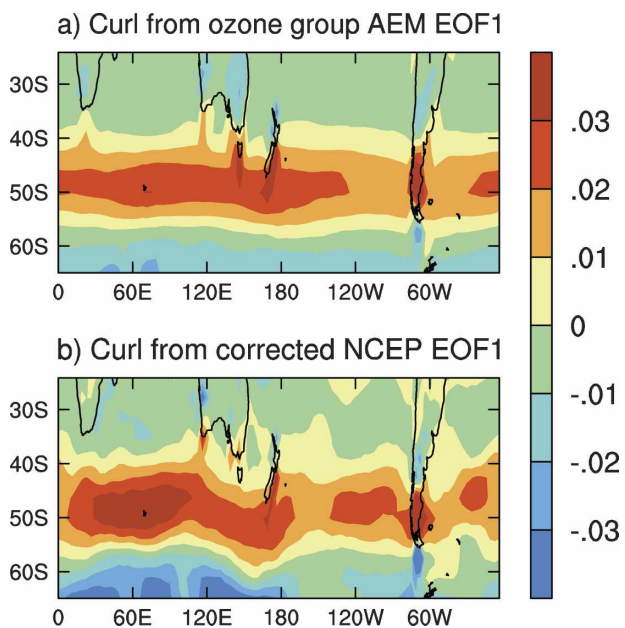 a) Curl from ozone group AEM EOF1
30S
40S
50S
60S
0 60E 120E 180 120W 60W
b) Curl from corrected NCEP EOF1
30S
40S
50S
60S
0 60E 120E 180 120W 60W
.03
.02
.01
0
-.01
-.02
-.03